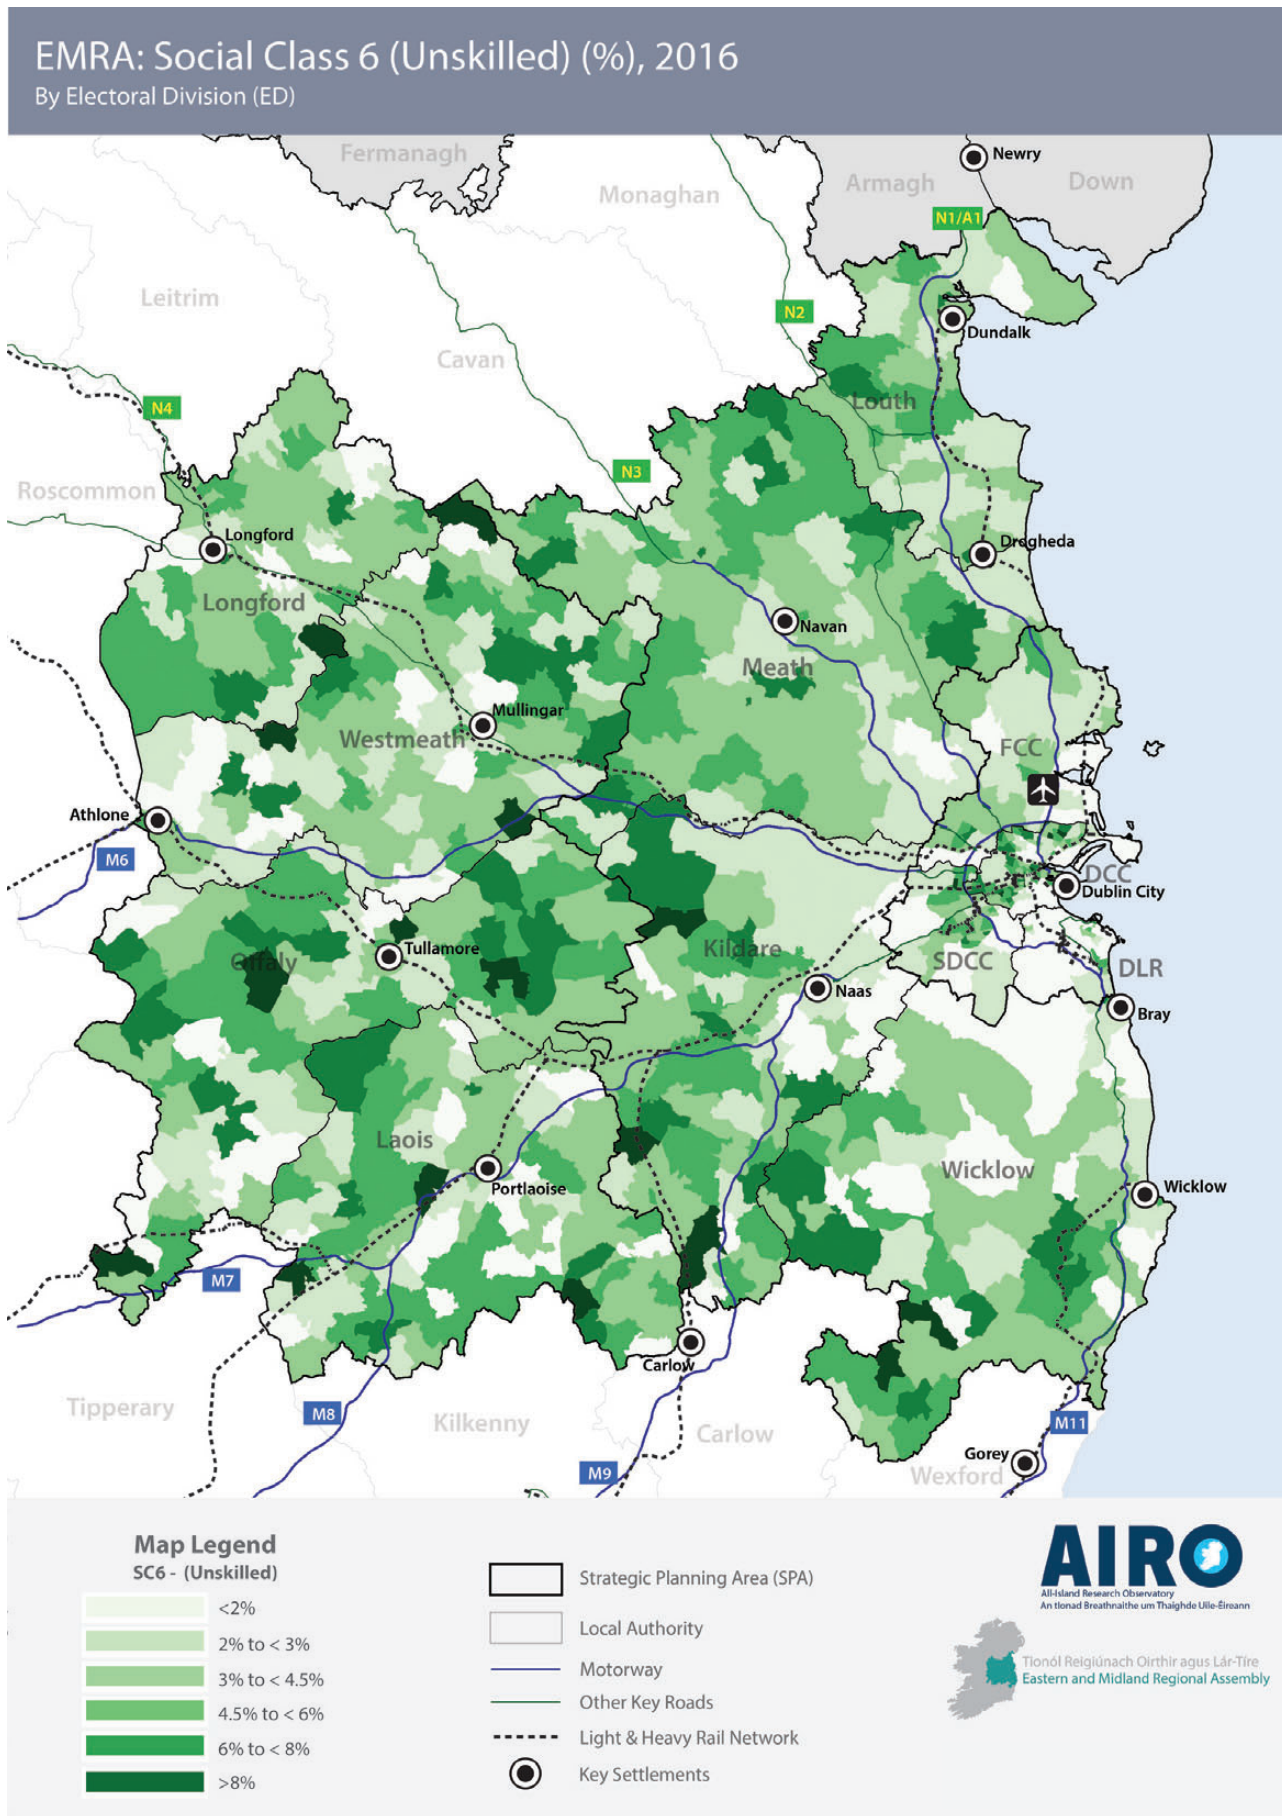 EMRA: Social Class 6 (Unskilled) (%), 2016
By Electoral Division (ED)
Fermanagh
Newry
Armagh
Down
Monaghan
N1/A1
Leitrim
N2
Dundalk
Cavan
Louth
N4
N3
Roscommon
Longford
Drogheda
Longford
Navan
Meath
Mullingar
Westmeath
FCC
Athlone
M6
DCC
Dublin City
Tullamore
Offaly
Kildare
SDCC
DLR
Naas
Bray
Laois
Wicklow
Portlaoise
Wicklow
M7
Carlow
Tipperary
M8
Kilkenny
Carlow
M11
Gorey
Wexford
M9
Map Legend
SC6 - (Unskilled)
<2%
2% to < 3%
3% to < 4.5%
4.5% to < 6%
6% to < 8%
>8%
Strategic Planning Area (SPA)
Local Authority
Motorway
Other Key Roads
Light & Heavy Rail Network
Key Settlements
AIRO
All-Island Research Observatory
An tIonad Breathnaithe um Thaighde Uile-Éireann
Tionól Reigiúnach Oirthir agus Lár-Tíre
Eastern and Midland Regional Assembly